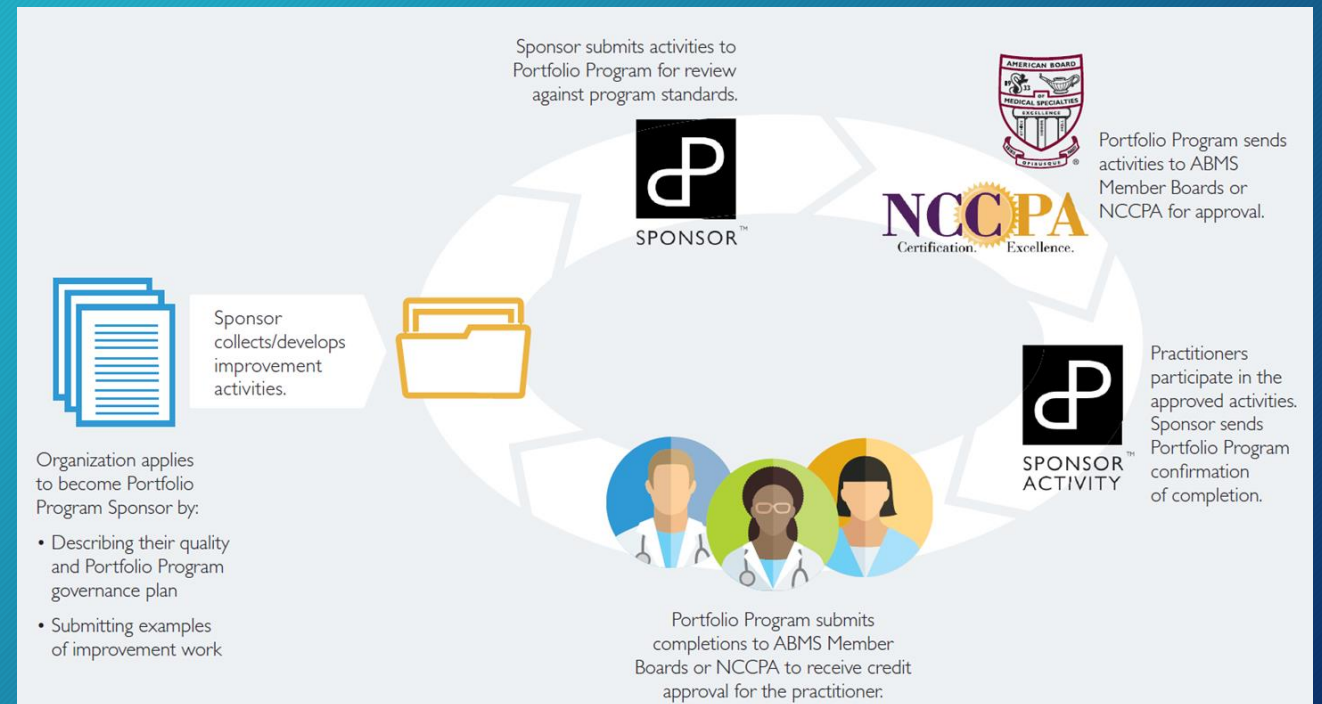 Organization applies
to become Portfolio
Program Sponsor by:
• Describing their quality
and Portfolio Program
governance plan
• Submitting examples
of improvement work
Sponsor
collects/develops
improvement
activities.
Sponsor submits activities to
Portfolio Program for review
against program standards.
SPONSOR™
AMERICAN BOARD
OF
MEDICAL SPECIALTIES
EXCELLENCE
®
NCCPA
Certification. Excellence.
Portfolio Program sends
activities to ABMS
Member Boards or
NCCPA for approval.
SPONSOR™
ACTIVITY
Practitioners
participate in the
approved activities.
Sponsor sends
Portfolio Program
confirmation
of completion.
Portfolio Program submits
completions to ABMS Member
Boards or NCCPA to receive credit
approval for the practitioner.